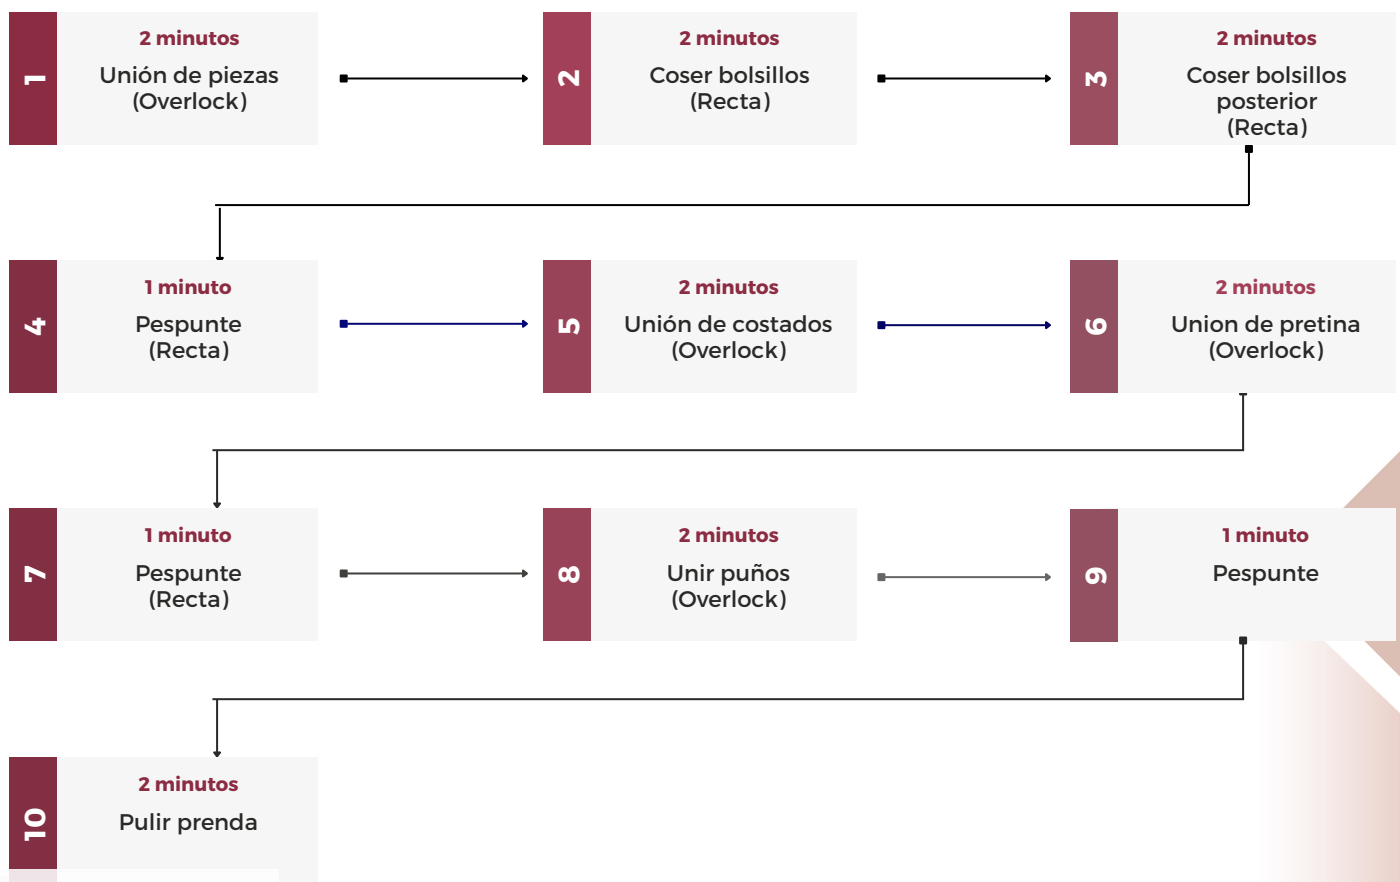 1
2 minutos
Unión de piezas
(Overlock)
2
2 minutos
Coser bolsillos
(Recta)
3
2 minutos
Coser bolsillos
posterior
(Recta)
4
1 minuto
Pespunte
(Recta)
5
2 minutos
Unión de costados
(Overlock)
6
2 minutos
Union de pretina
(Overlock)
7
1 minuto
Pespunte
(Recta)
8
2 minutos
Unir puños
(Overlock)
9
1 minuto
Pespunte
10
2 minutos
Pulir prenda